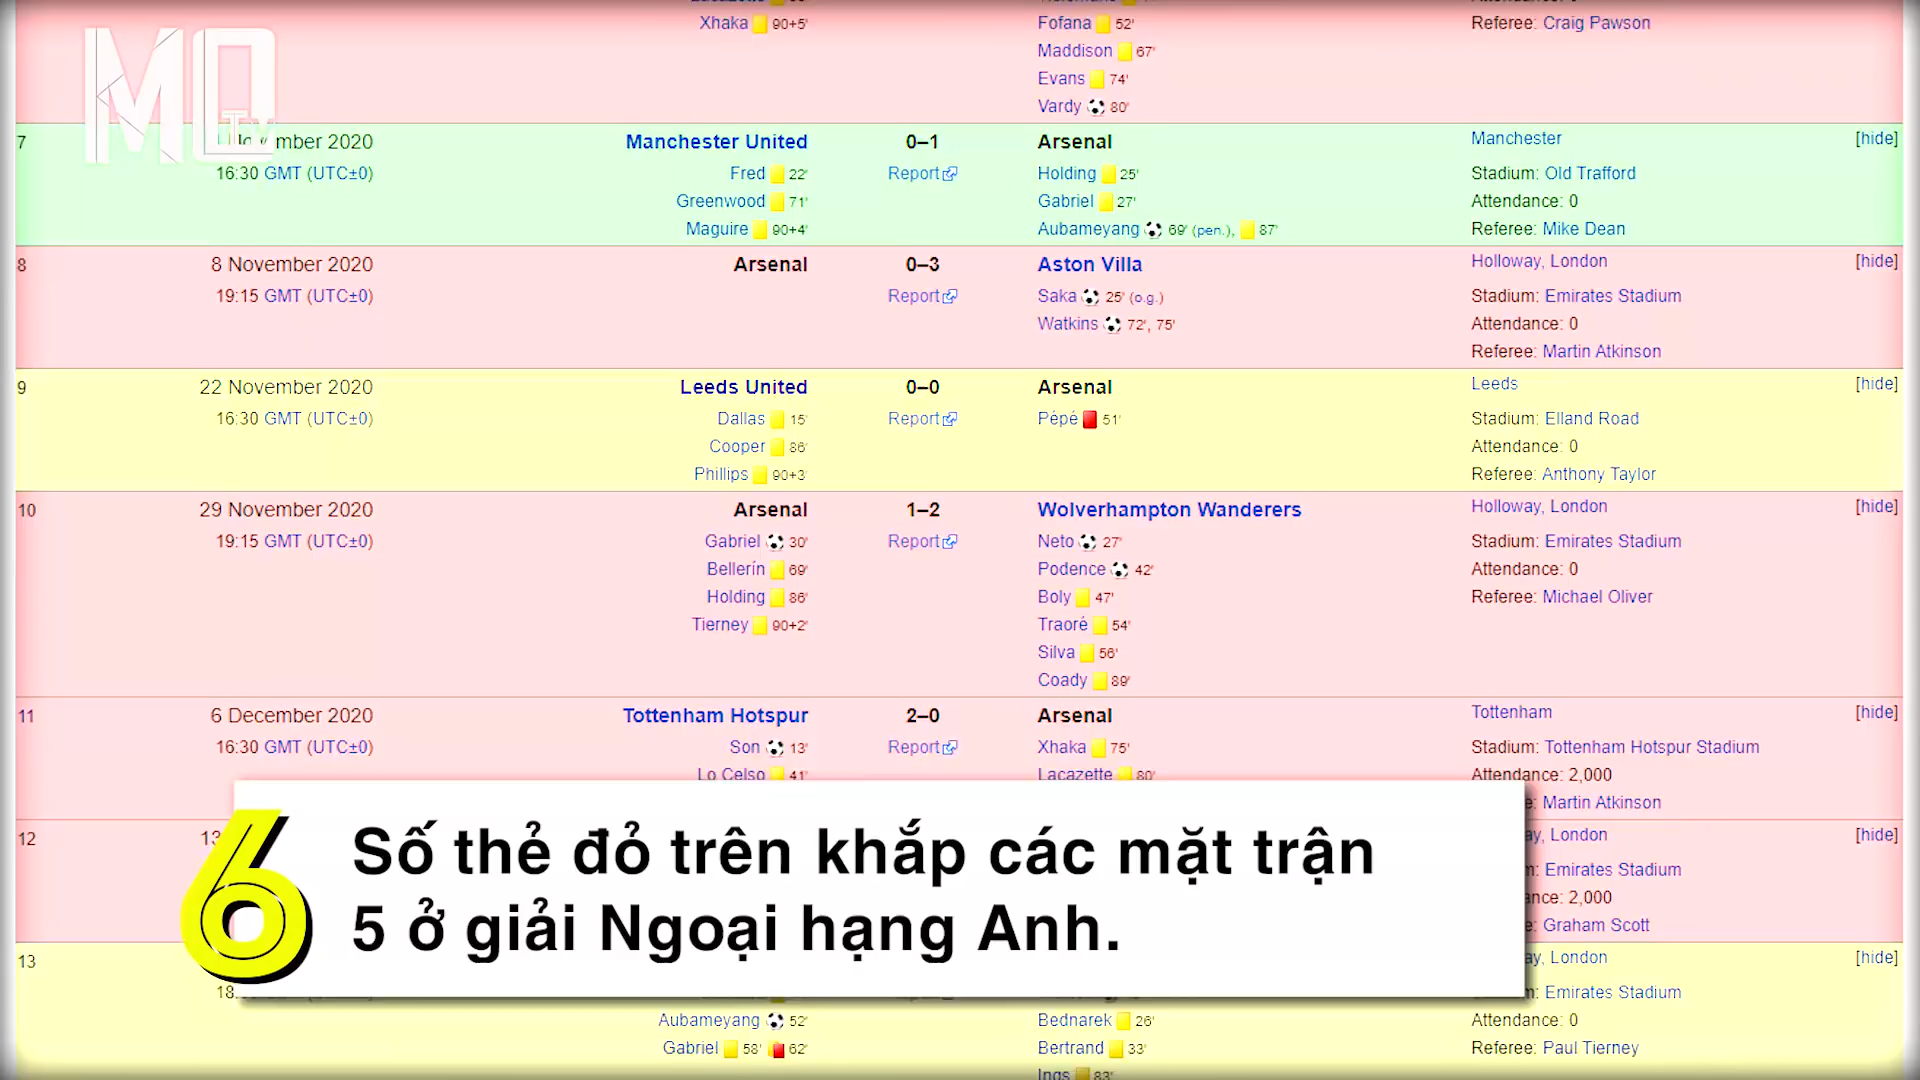 Xhaka 90+5'
Fofana 52'
Referee: Craig Pawson
Maddison 67'
Evans 74'
Vardy 80'
MQ
TV
7 November 2020 Manchester United 0–1 Arsenal Manchester [hide]
16:30 GMT (UTC±0) Fred 22' Report Holding 25' Stadium: Old Trafford
Greenwood 71' Gabriel 27' Attendance: 0
Maguire 90+4' Aubameyang 69' (pen.), 87' Referee: Mike Dean
8 8 November 2020 Arsenal 0–3 Aston Villa Holloway, London [hide]
19:15 GMT (UTC±0) Report Saka 25' (o.g.) Stadium: Emirates Stadium
Watkins 72', 75' Attendance: 0
Referee: Martin Atkinson
9 22 November 2020 Leeds United 0–0 Arsenal Leeds [hide]
16:30 GMT (UTC±0) Dallas 15' Report Pépé 51' Stadium: Elland Road
Cooper 86' Attendance: 0
Phillips 90+3' Referee: Anthony Taylor
10 29 November 2020 Arsenal 1–2 Wolverhampton Wanderers Holloway, London [hide]
19:15 GMT (UTC±0) Gabriel 30' Report Neto 27' Stadium: Emirates Stadium
Bellerín 69' Podence 42' Attendance: 0
Holding 86' Boly 47' Referee: Michael Oliver
Tierney 90+2' Traoré 54'
Silva 56'
Coady 89'
11 6 December 2020 Tottenham Hotspur 2–0 Arsenal Tottenham [hide]
16:30 GMT (UTC±0) Son 13' Report Xhaka 75' Stadium: Tottenham Hotspur Stadium
Lo Celso 41' Lacazette 80' Attendance: 2,000
Martin Atkinson
12 13 London [hide]
Emirates Stadium
2,000
Graham Scott
6 Số thẻ đỏ trên khắp các mặt trận
5 ở giải Ngoại hạng Anh.
13 London [hide]
18: Emirates Stadium
Aubameyang 52' Bednarek 26' Attendance: 0
Gabriel 58' 62' Bertrand 33' Referee: Paul Tierney
Ings 83'